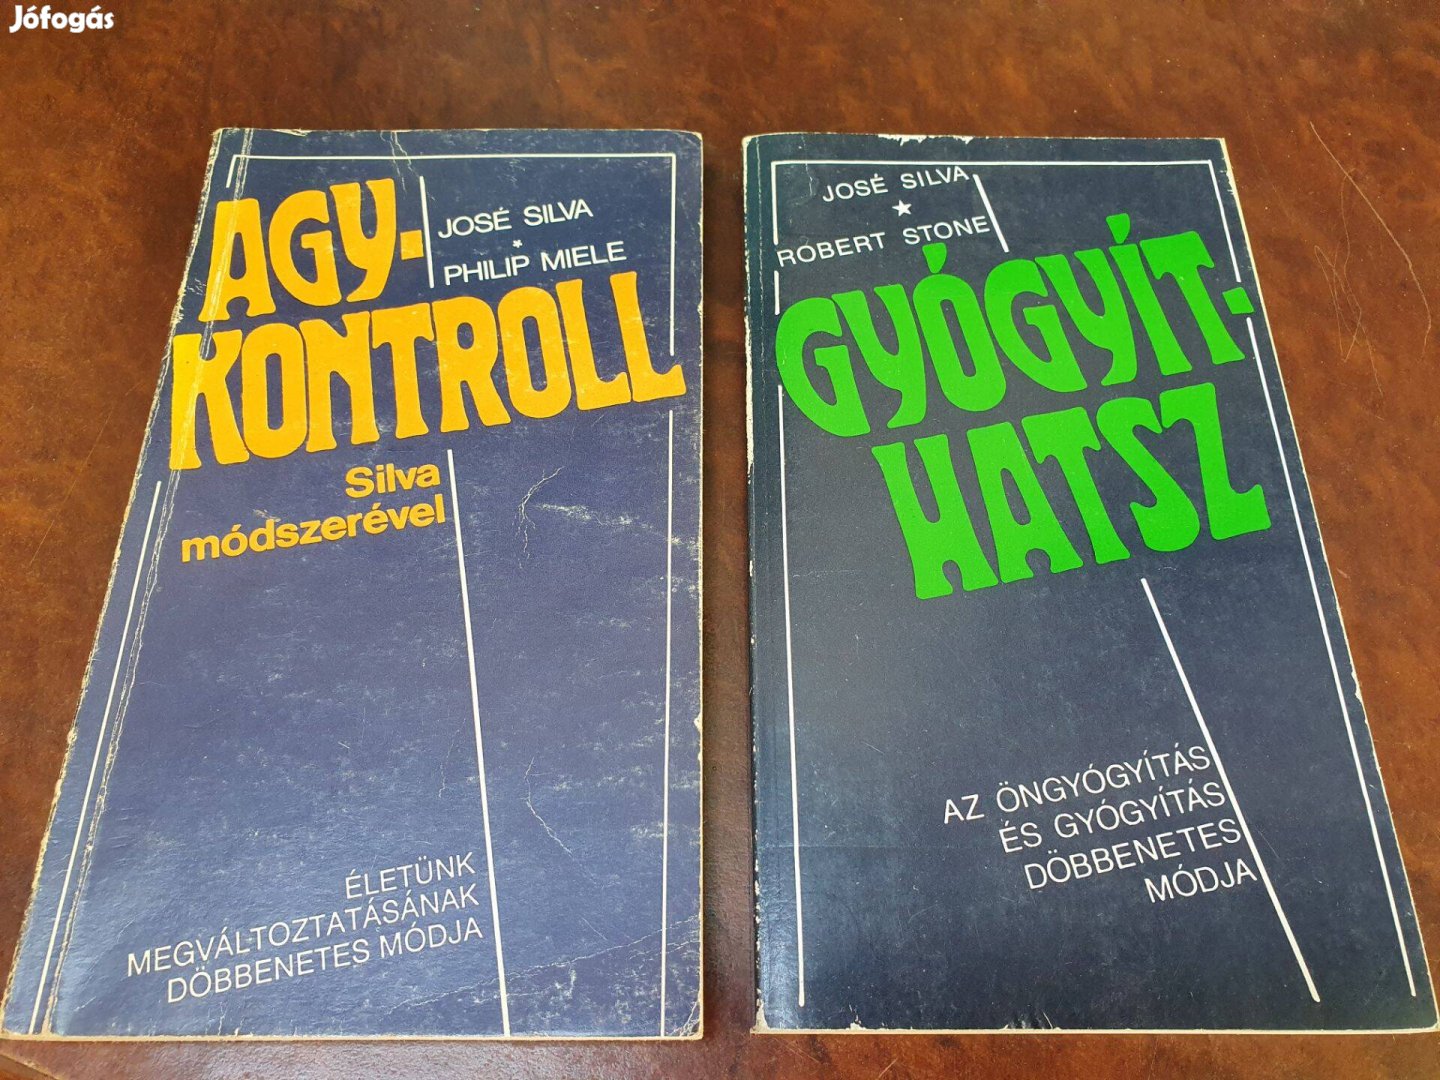 Jófogás
AGY-
KONTROLL
JOSÉ SILVA
PHILIP MIELE
Silva
módszerével
ÉLETÜNK
MEGVÁLTOZTATÁSÁNAK
DÖBBENETES MÓDJA
JOSÉ SILVA
ROBERT STONE
GYÓGYÍT-
HATSZ
AZ ÖNGYÓGYÍTÁS
ÉS GYÓGYÍTÁS
DÖBBENETES
MÓDJA